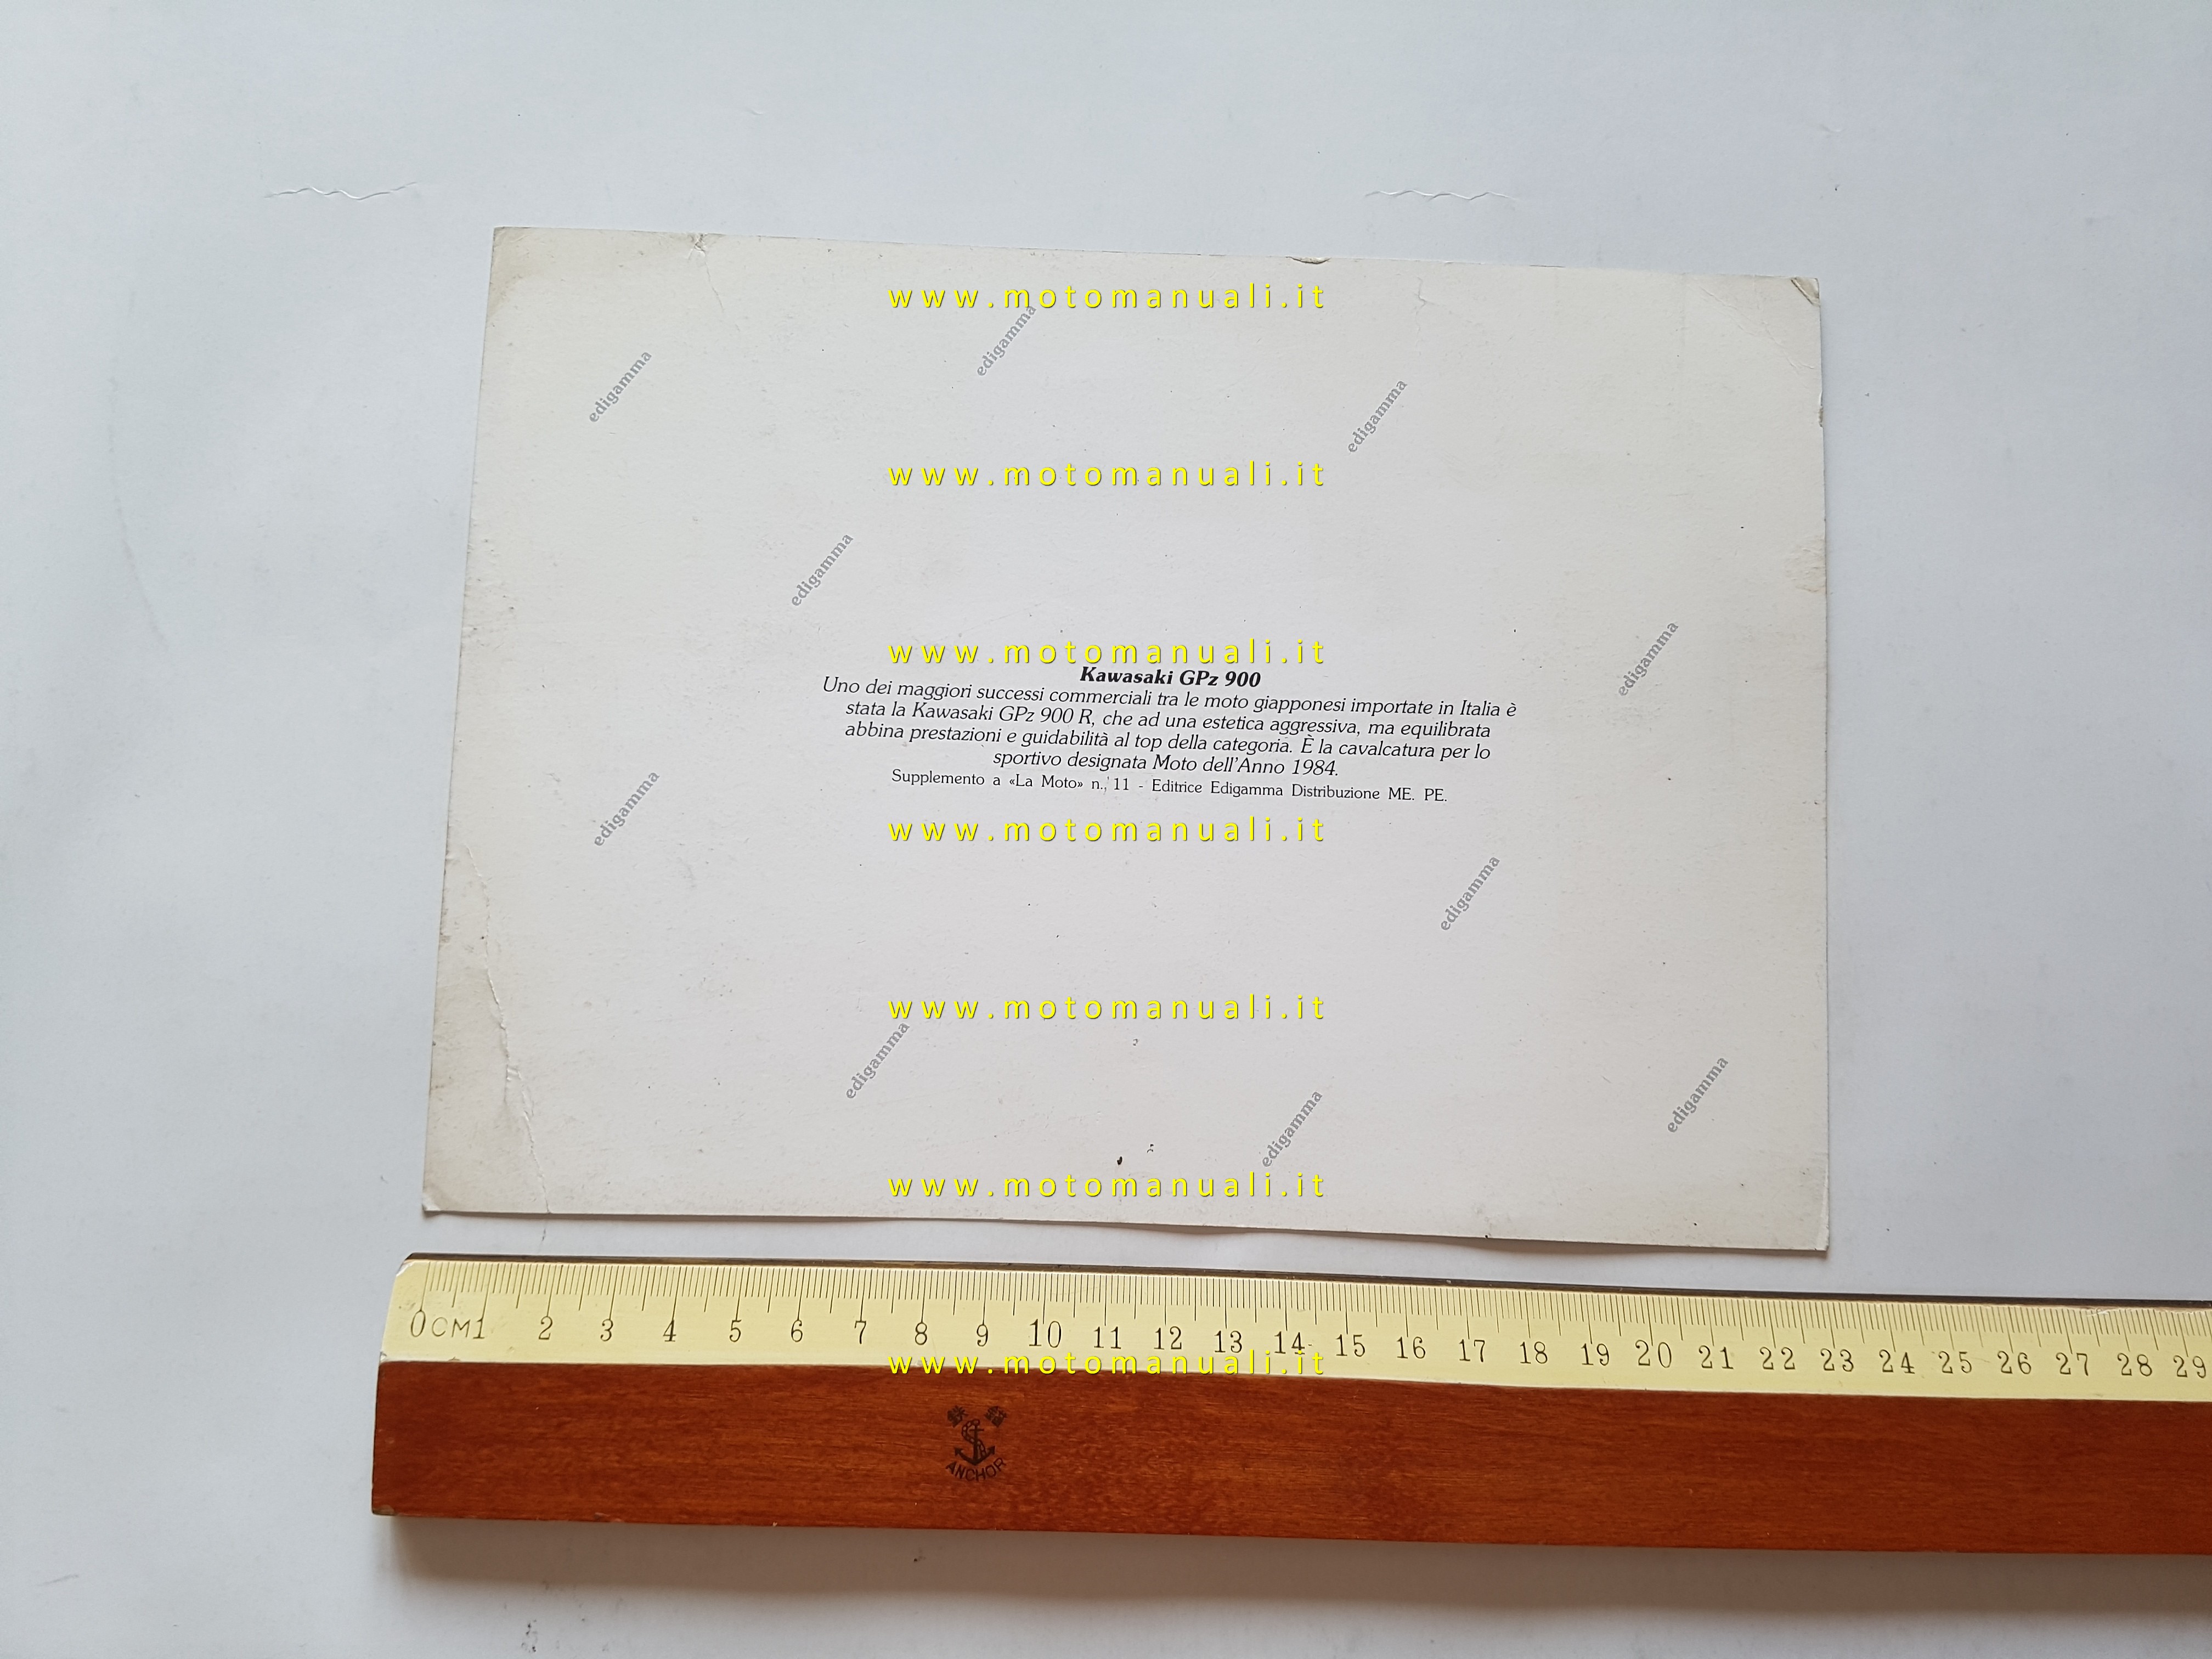 www.motomanuali.it
edigamma
edigamma
edigamma
www.motomanuali.it
edigamma
edigamma
www.motomanuali.it
Kawasaki GPz 900
Uno dei maggiori successi commerciali tra le moto giapponesi importate in Italia è
stata la Kawasaki GPz 900 R, che ad una estetica aggressiva, ma equilibrata
abbina prestazioni e guidabilità al top della categoria. È la cavalcatura per lo
sportivo designata Moto dell'Anno 1984.
Supplemento a «La Moto» n. 11 - Editrice Edigamma Distribuzione ME. PE.
edigamma
www.motomanuali.it
edigamma
www.motomanuali.it
edigamma
edigamma
edigamma
www.motomanuali.it
0CM1 2 3 4 5 6 7 8 9 10 11 12 13 14 15 16 17 18 19 20 21 22 23 24 25 26 27 28 29
www.motomanuali.it
ANCHOR